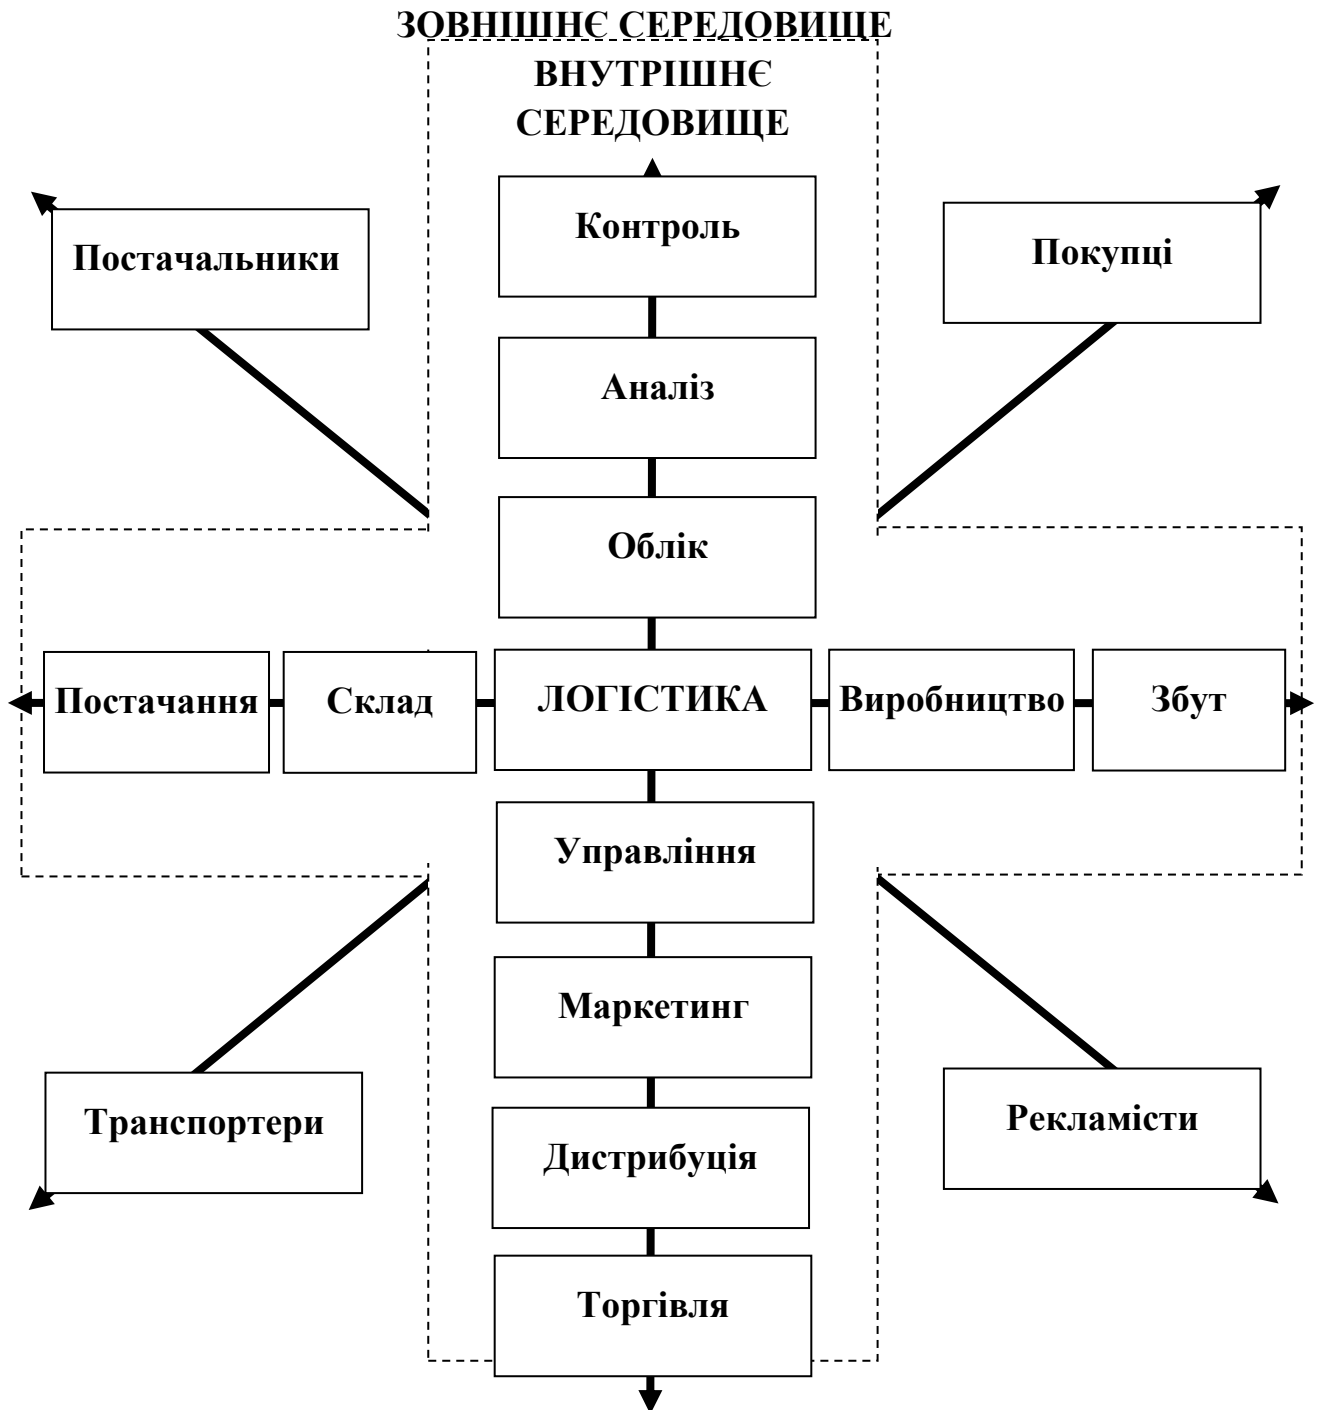 ЗОВНІШНЄ СЕРЕДОВИЩЕ
ВНУТРІШНЄ
СЕРЕДОВИЩЕ
Постачальники
Контроль
Покупці
Аналіз
Облік
Постачання
Склад
ЛОГІСТИКА
Виробництво
Збут
Управління
Маркетинг
Транспортери
Рекламісти
Дистрибуція
Торгівля